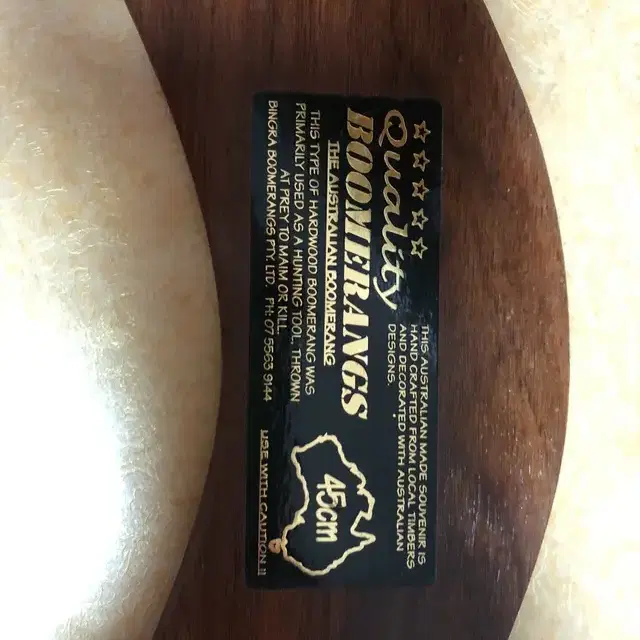 ☆☆☆☆☆
Quality
BOOMERANGS
THIS AUSTRALIAN MADE SOUVENIR IS
HAND CRAFTED FROM LOCAL TIMBERS
AND DECORATED WITH AUSTRALIAN
DESIGNS.
THE AUSTRALIAN BOOMERANG
THIS TYPE OF HARDWOOD BOOMERANG WAS
PRIMARILY USED AS A HUNTING TOOL, THROWN
AT PREY TO MAIM OR KILL.
BINGRA BOOMERANGS PTY. LTD. PH: 07 5563 9144
45cm
USE WITH CAUTION !!